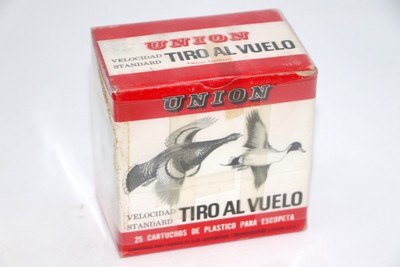 UNION
VELOCIDAD
STANDARD
TIRO AL VUELO
UNION
VELOCIDAD
STANDARD
TIRO AL VUELO
25 CARTUCHOS DE PLASTICO PARA ESCOPETA